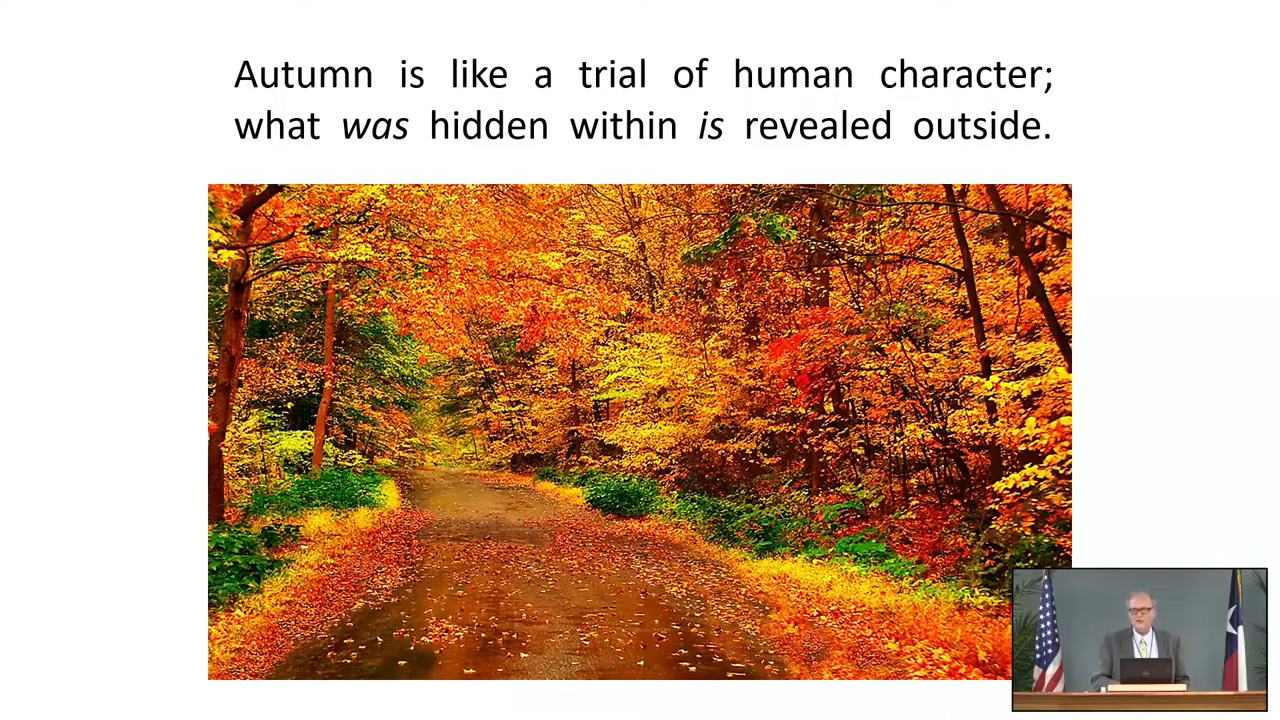 Autumn is like a trial of human character;
what was hidden within is revealed outside.